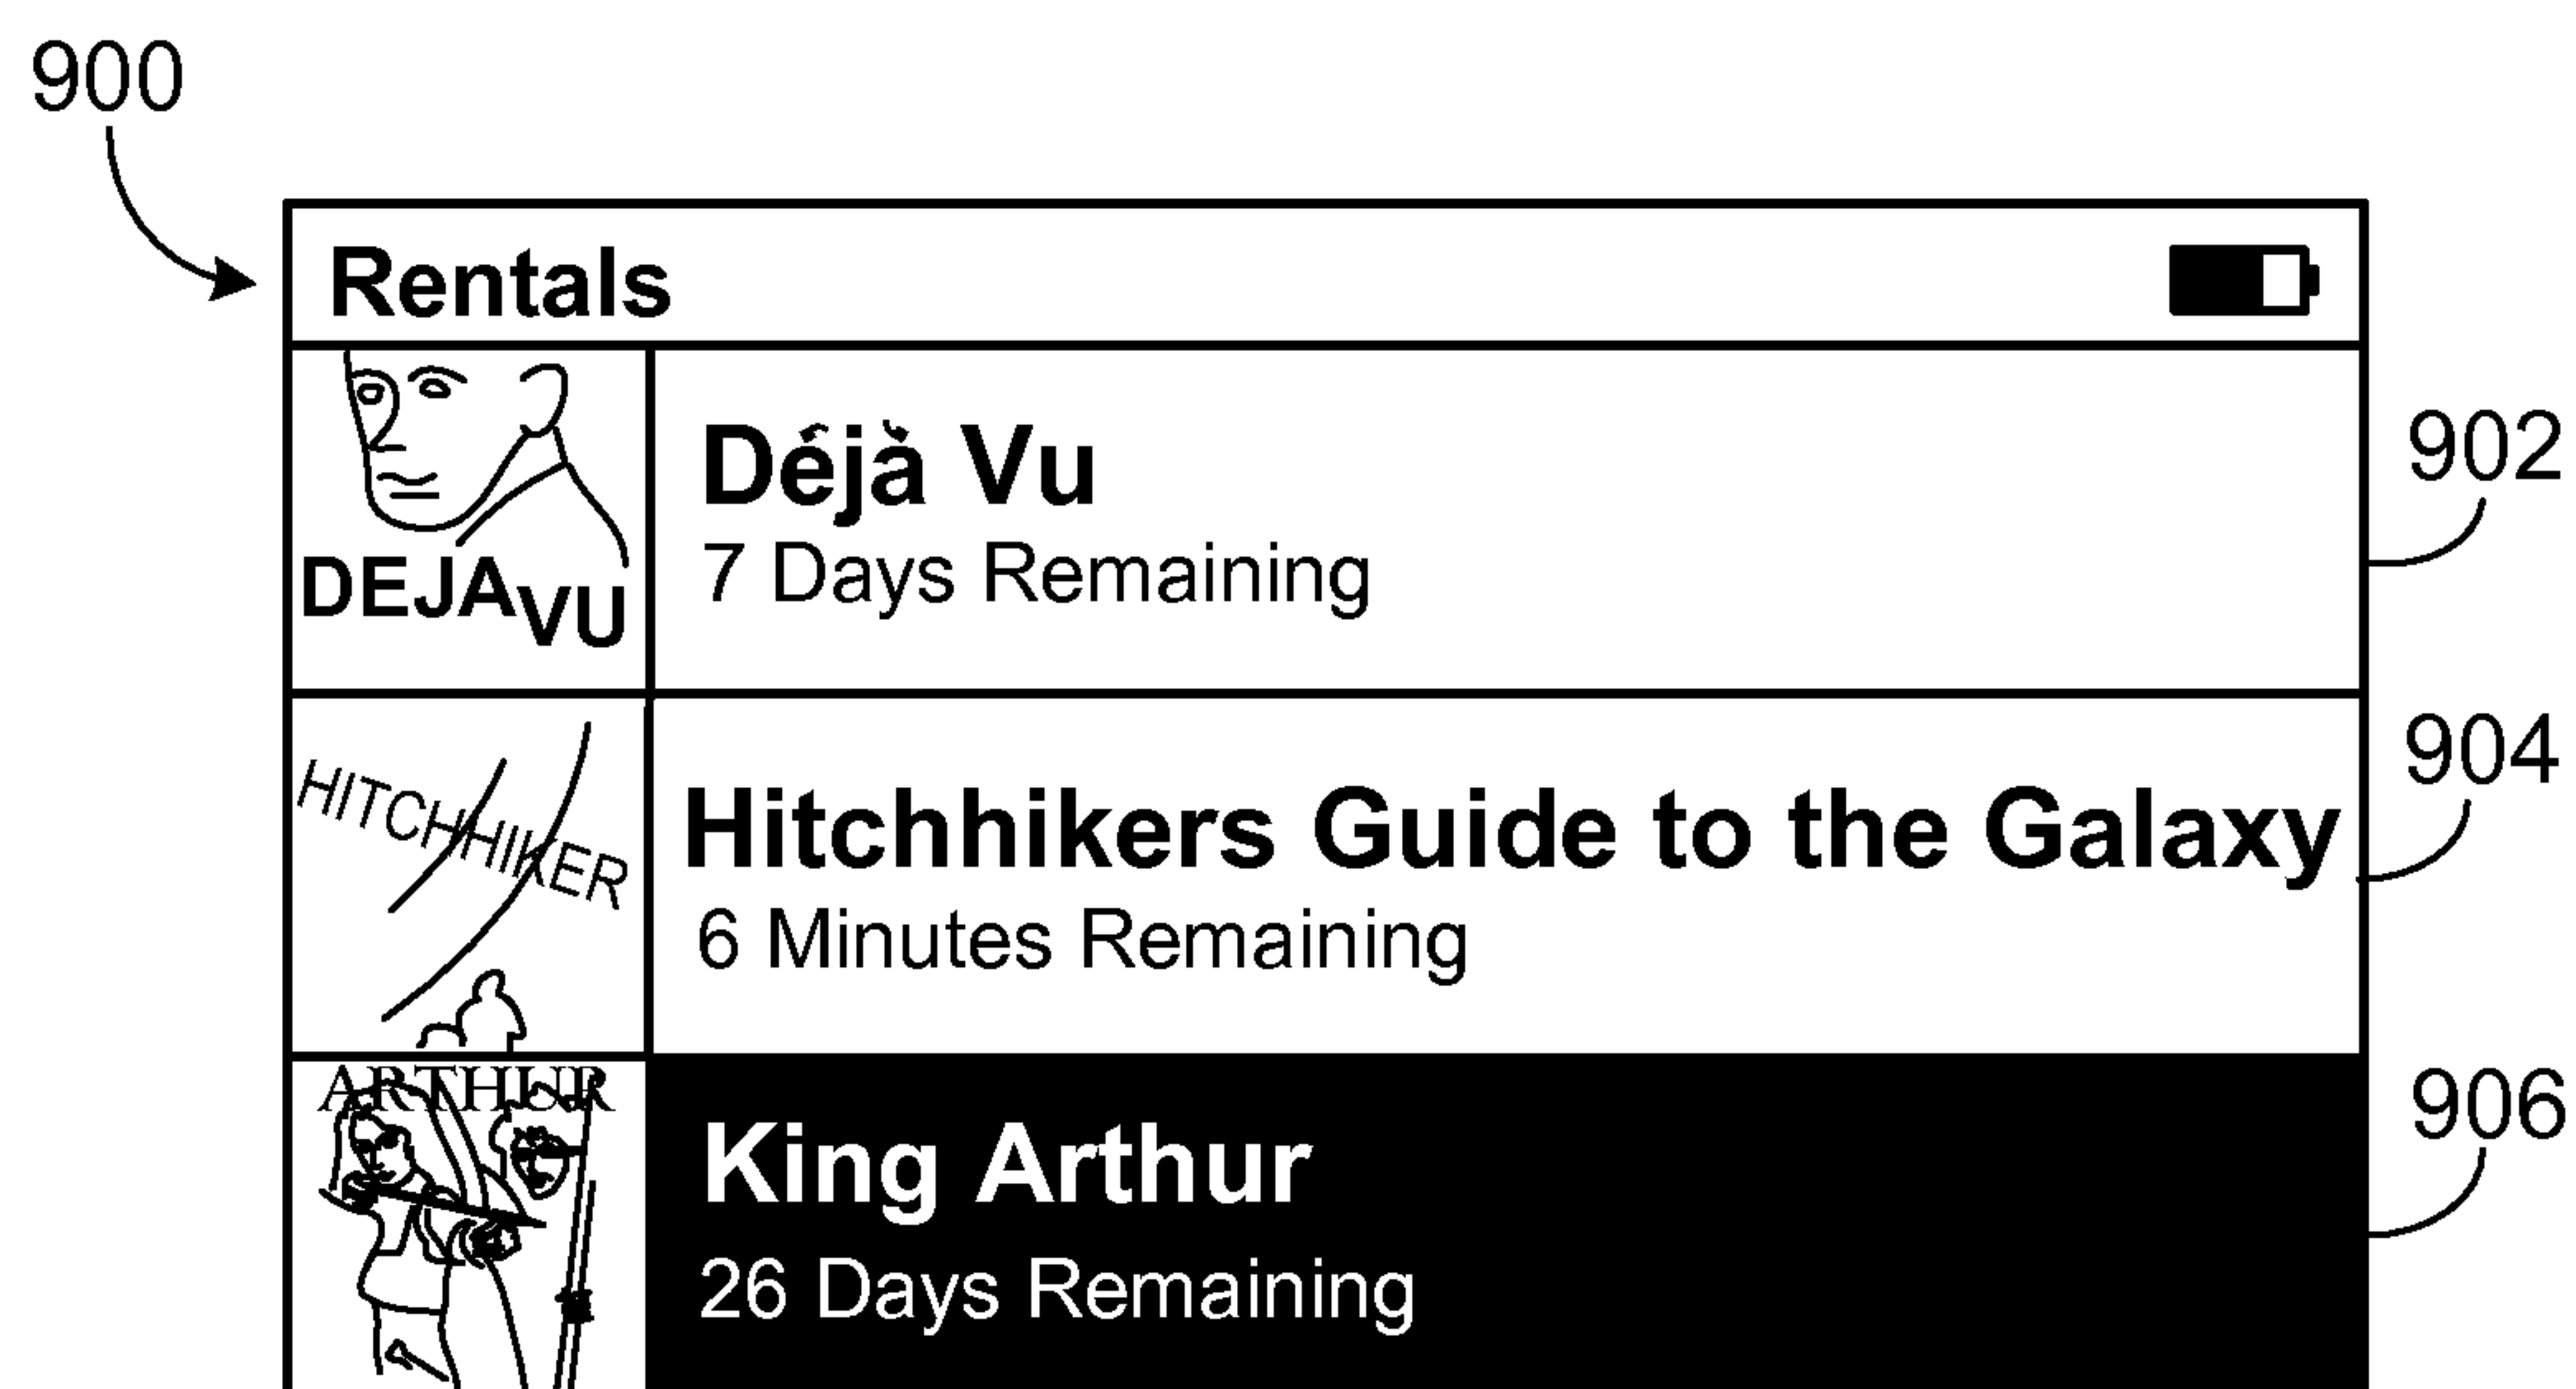 900
Rentals
Déjà Vu
902
7 Days Remaining
DEJA VU
904
HITCHHIKER
Hitchhikers Guide to the Galaxy
6 Minutes Remaining
ARTHUR
906
King Arthur
26 Days Remaining